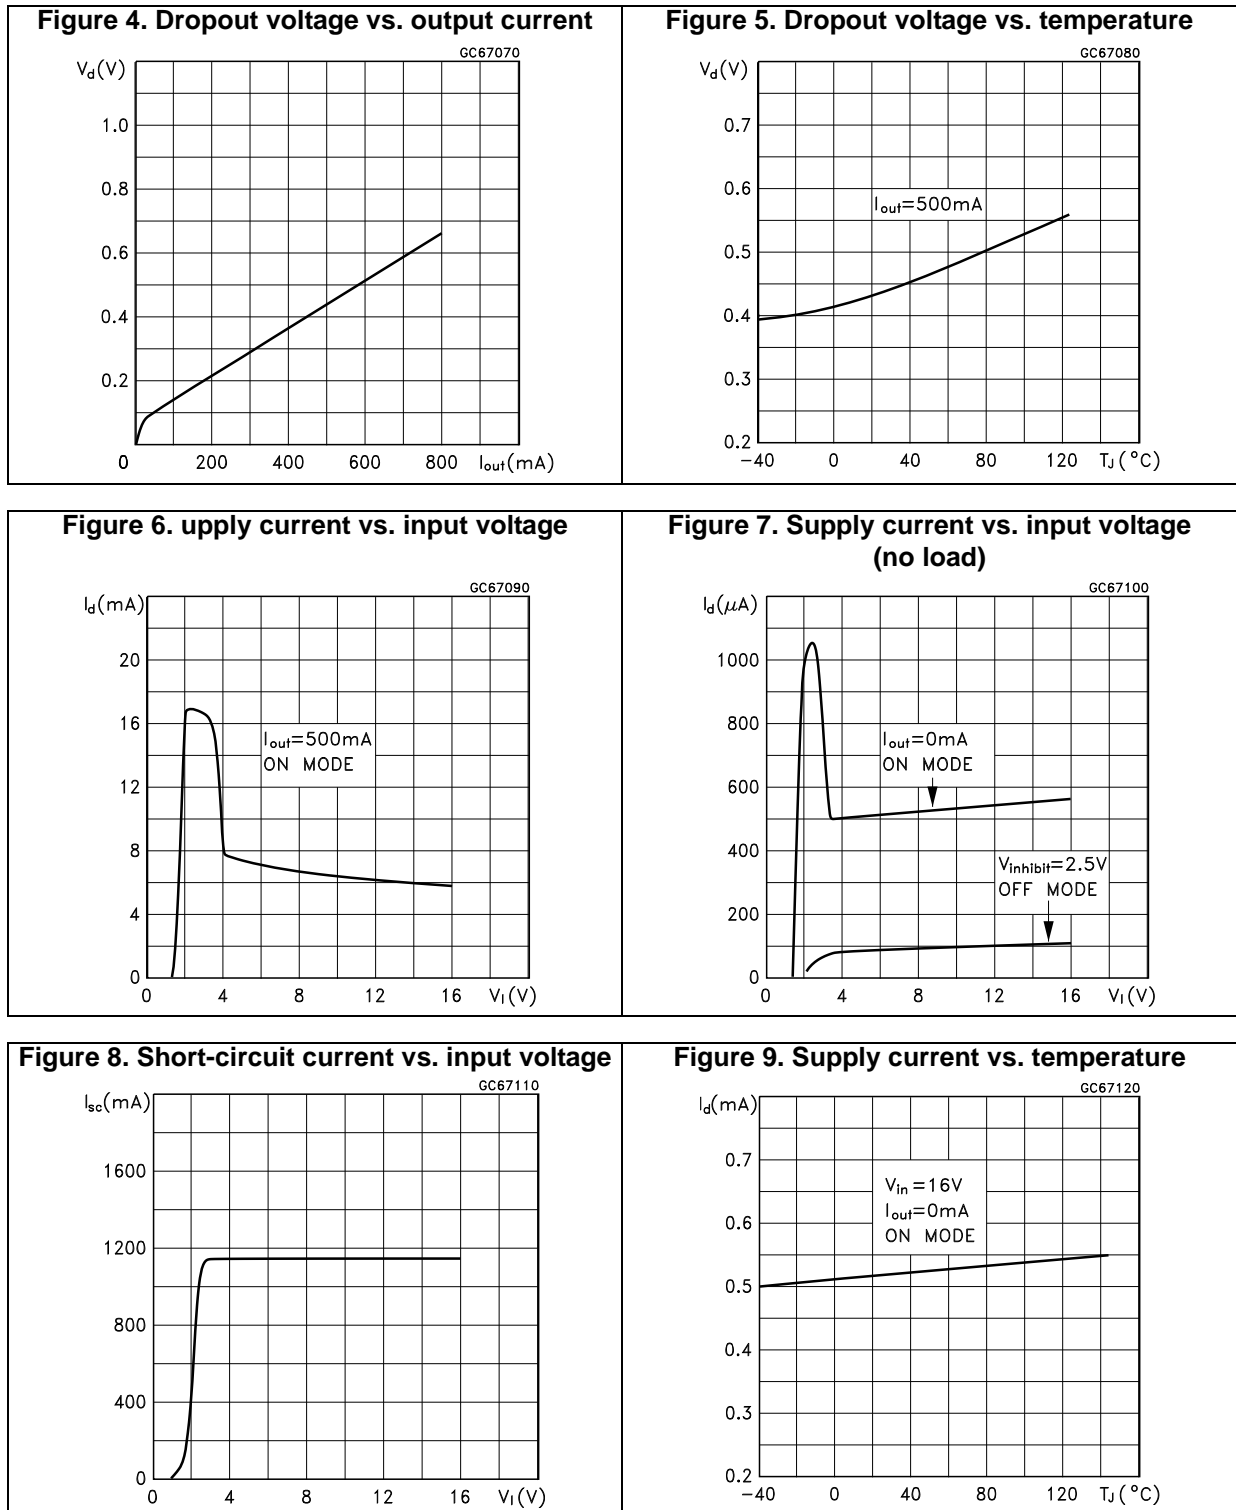 Figure 4. Dropout voltage vs. output current
GC67070
Vd(V)
1.0
0.8
0.6
0.4
0.2
0 200 400 600 800 Iout(mA)
Figure 5. Dropout voltage vs. temperature
GC67080
Vd(V)
0.7
0.6
Iout=500mA
0.5
0.4
0.3
0.2
-40 0 40 80 120 TJ(°C)
Figure 6. upply current vs. input voltage
GC67090
Id(mA)
20
16
Iout=500mA
ON MODE
12
8
4
0
0 4 8 12 16 VI(V)
Figure 7. Supply current vs. input voltage
(no load)
GC67100
Id(μA)
1000
800
Iout=0mA
ON MODE
600
400
Vinhibit=2.5V
OFF MODE
200
0
0 4 8 12 16 VI(V)
Figure 8. Short-circuit current vs. input voltage
GC67110
Isc(mA)
1600
1200
800
400
0
0 4 8 12 16 VI(V)
Figure 9. Supply current vs. temperature
GC67120
Id(mA)
0.7
Vin=16V
Iout=0mA
ON MODE
0.6
0.5
0.4
0.3
0.2
-40 0 40 80 120 TJ(°C)